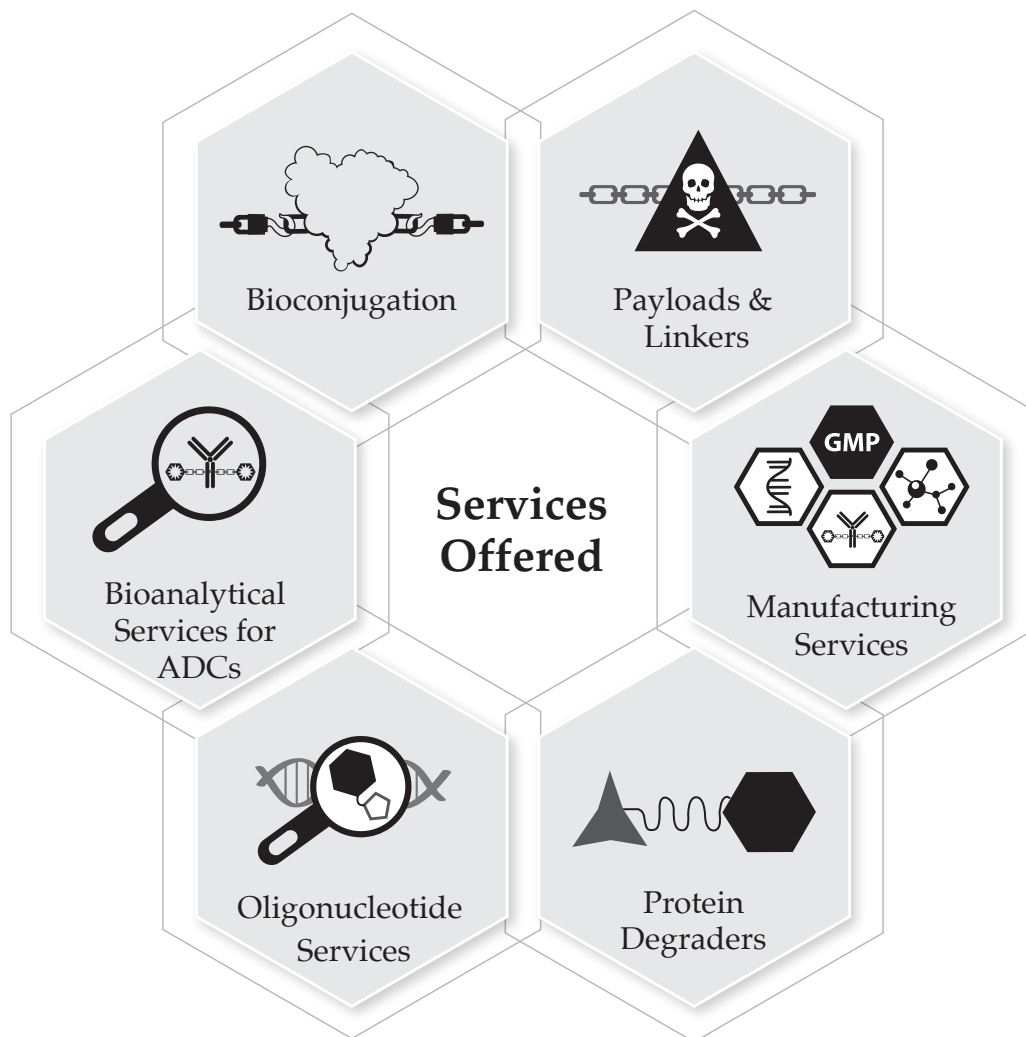 Bioconjugation
Payloads &
Linkers
GMP
Services
Offered
Bioanalytical
Services for
ADCs
Manufacturing
Services
Oligonucleotide
Services
Protein
Degraders